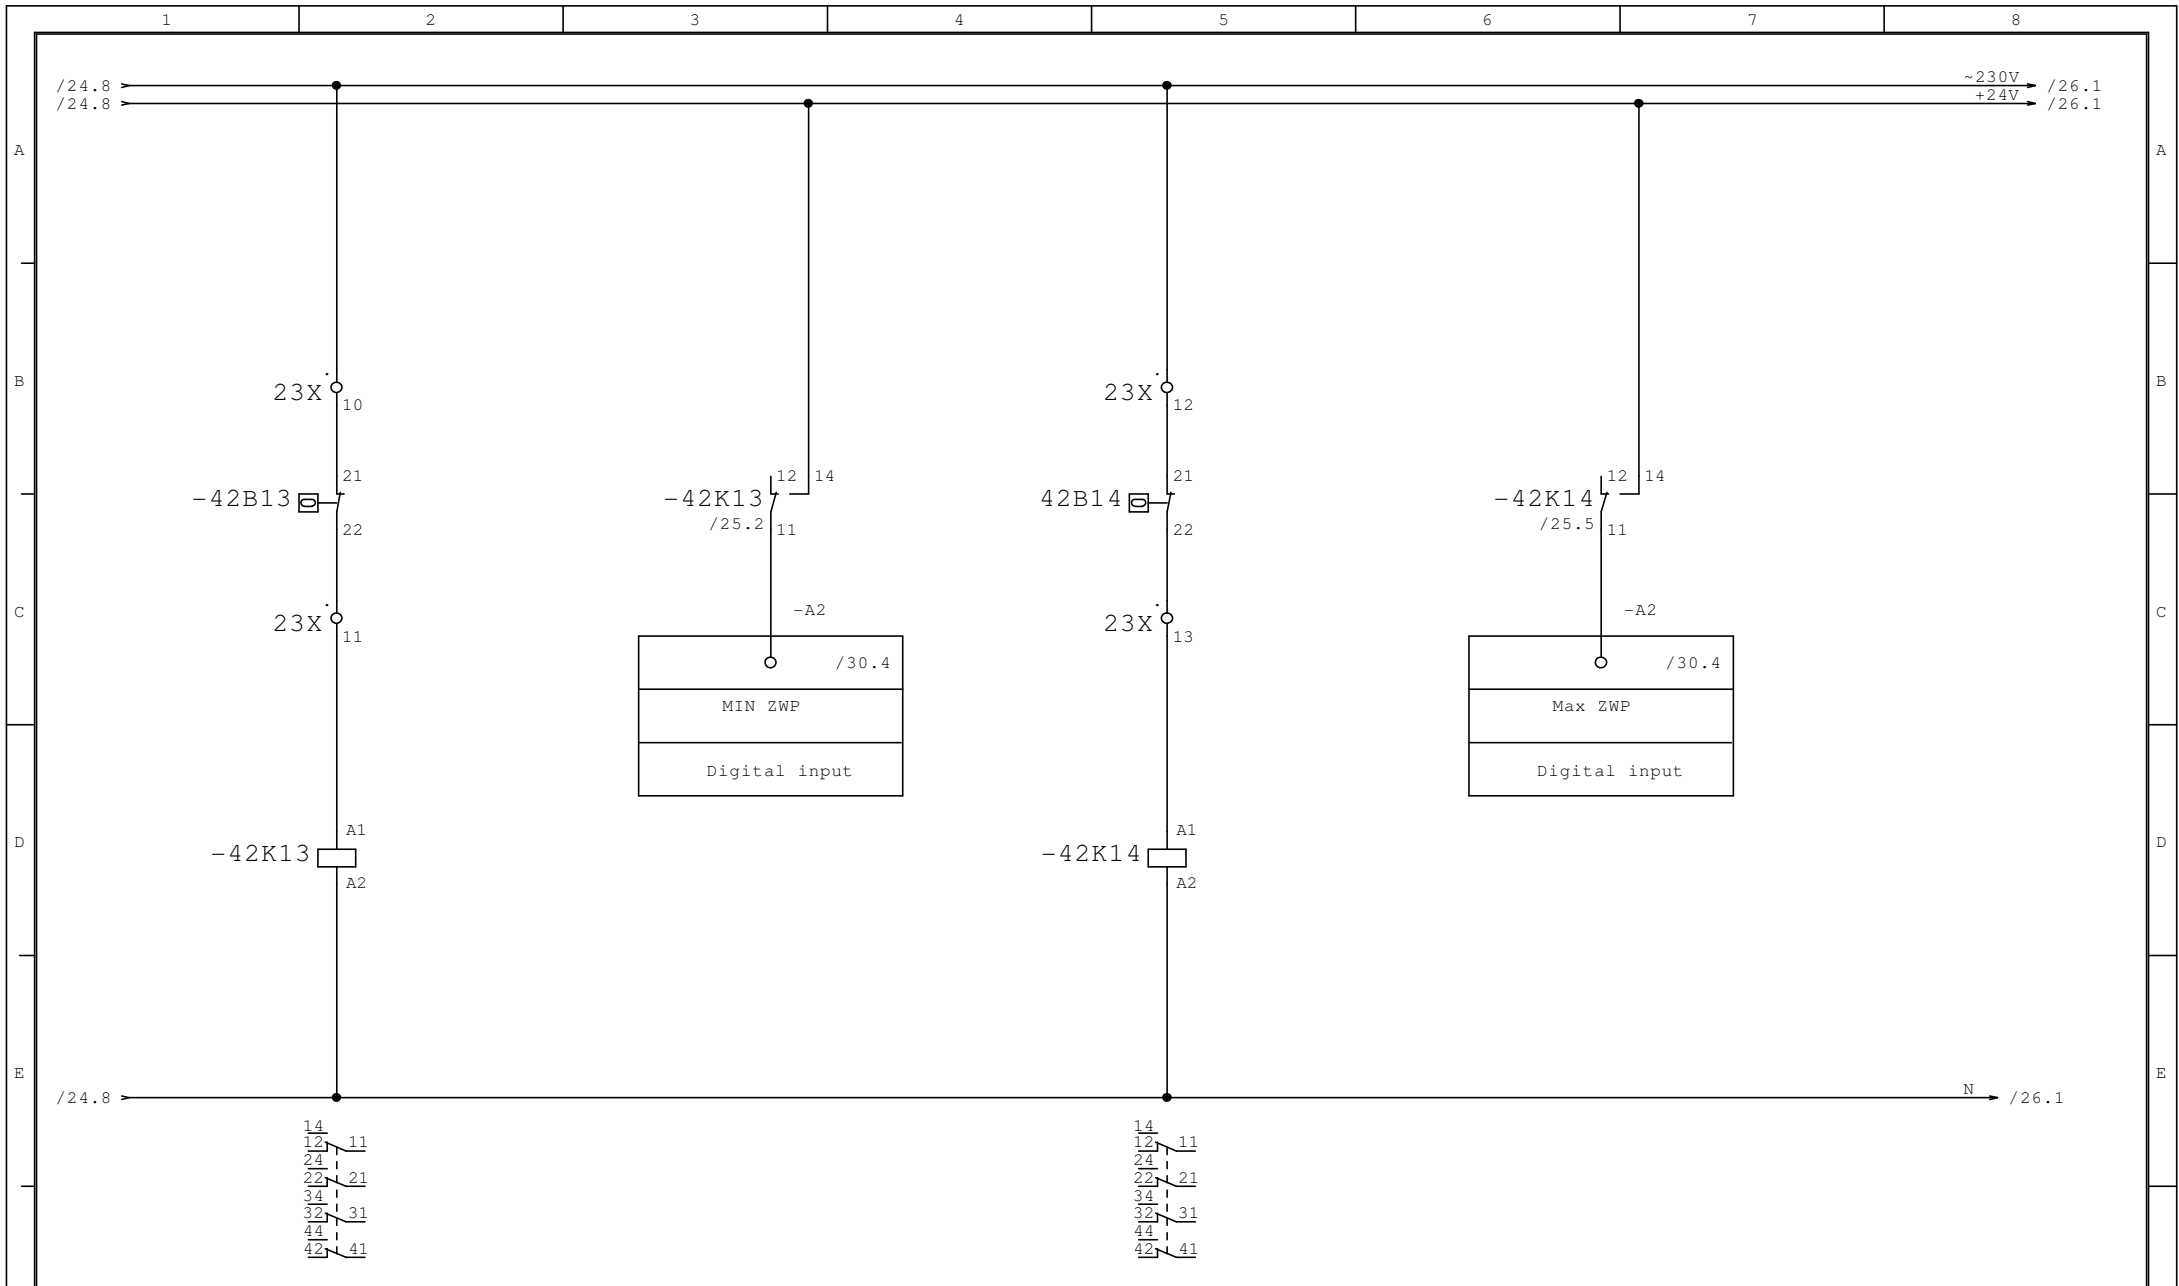 1 2 3 4 5 6 7 8
/24.8 ~230V /26.1
/24.8 +24V /26.1
A A
B B
23X 10 23X 12
21 12 14 21 12 14
-42B13 -42K13 42B14 -42K14
/25.2 /25.5
22 11 22 11
C C
-A2 -A2
23X 11 23X 13
/30.4 /30.4
MIN ZWP Max ZWP
Digital input Digital input
A1 A1
D D
-42K13 -42K14
A2 A2
E E
/24.8 N /26.1
14 14
12 11 12 11
24 24
22 21 22 21
34 34
32 31 32 31
44 44
42 41 42 41